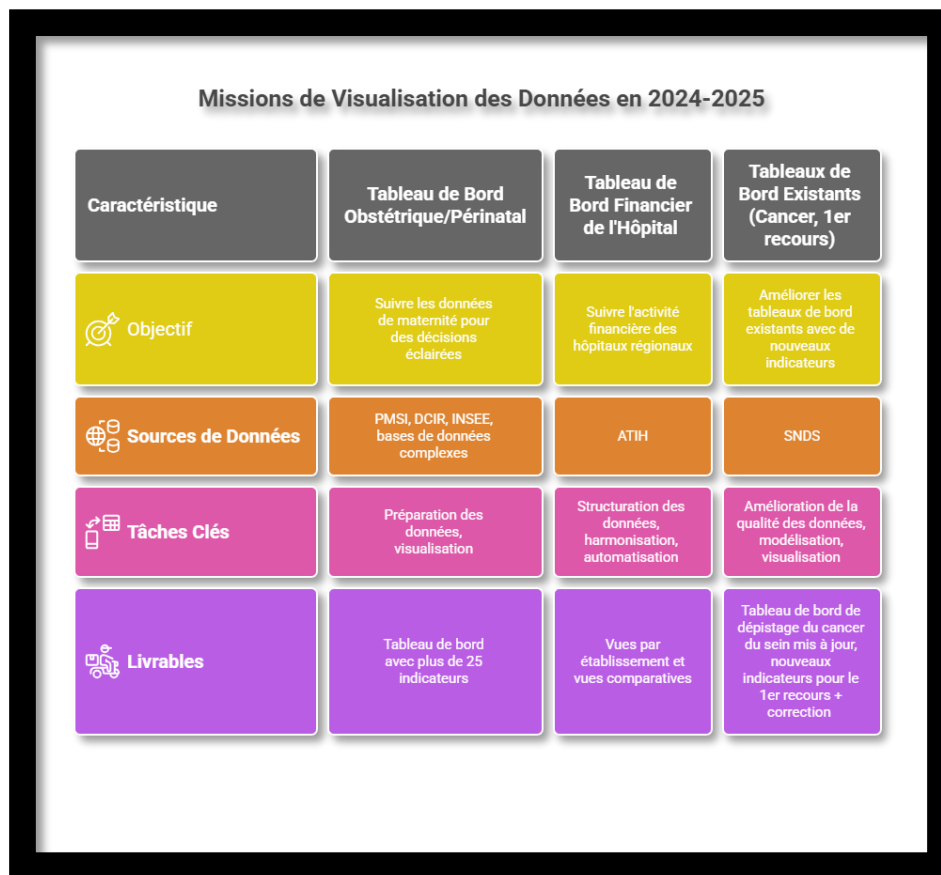 Missions de Visualisation des Données en 2024-2025
Caractéristique
Tableau de Bord
Obstétrique/Périnatal
Tableau de
Bord Financier
de l'Hôpital
Tableaux de
Bord Existants
(Cancer, 1er
recours)
Objectif
Suivre les données
de maternité pour
des décisions
éclairées
Suivre l'activité
financière des
hôpitaux régionaux
Améliorer les
tableaux de bord
existants avec de
nouveaux
indicateurs
Sources de Données
PMSI, DCIR, INSEE,
bases de données
complexes
ATIH
SNDS
Tâches Clés
Préparation des
données,
visualisation
Structuration des
données,
harmonisation,
automatisation
Amélioration de la
qualité des données,
modélisation,
visualisation
Livrables
Tableau de bord
avec plus de 25
indicateurs
Vues par
établissement et
vues comparatives
Tableau de bord de
dépistage du cancer
du sein mis à jour,
nouveaux
indicateurs pour le
1er recours +
correction